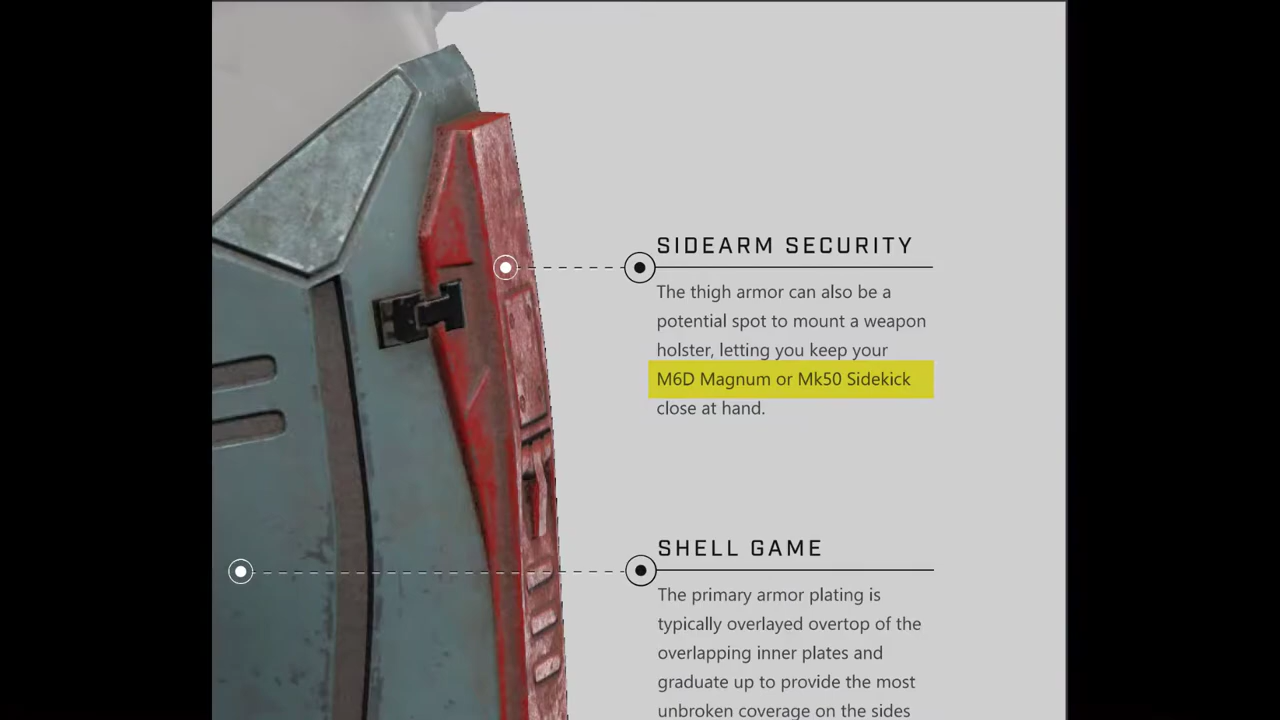 SIDEARM SECURITY
The thigh armor can also be a
potential spot to mount a weapon
holster, letting you keep your
M6D Magnum or Mk50 Sidekick
close at hand.
SHELL GAME
The primary armor plating is
typically overlayed overtop of the
overlapping inner plates and
graduate up to provide the most
unbroken coverage on the sides